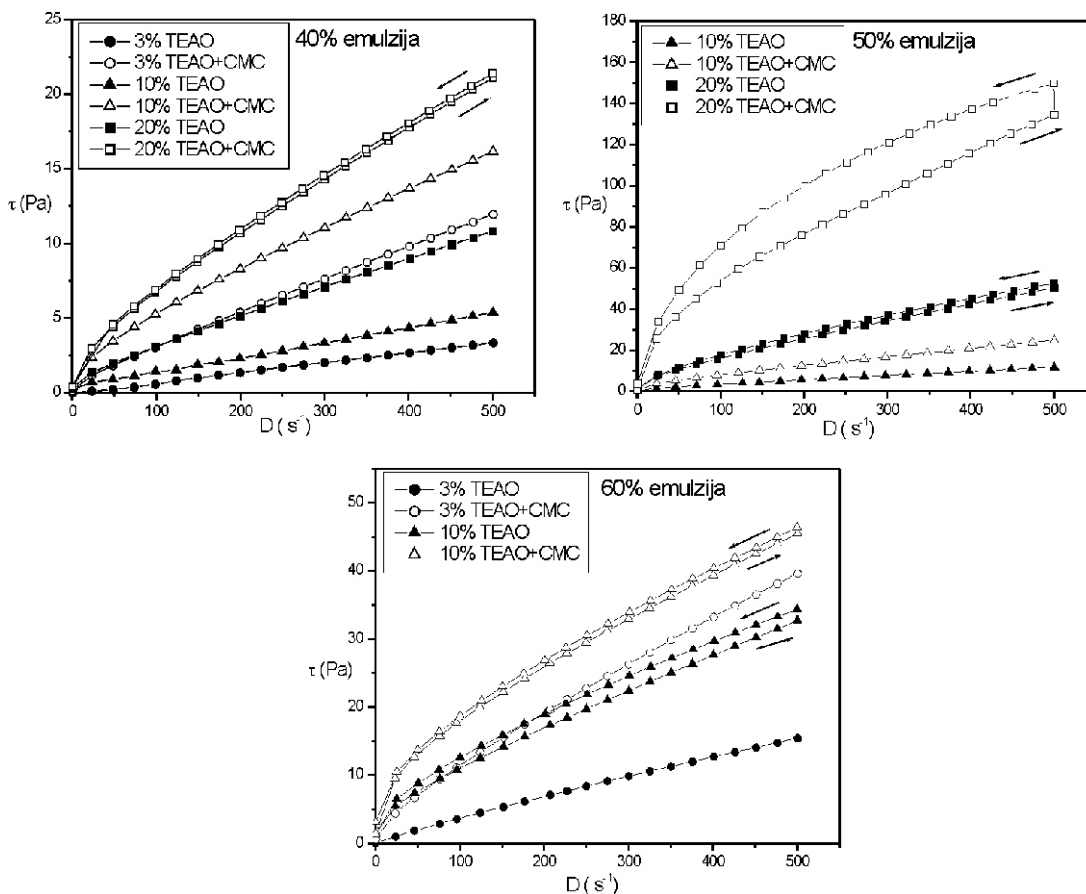 25
20
15
10
5
0
τ (Pa)
3% TEAO
3% TEAO+CMC
10% TEAO
10% TEAO+CMC
20% TEAO
20% TEAO+CMC
40% emulzija
0 100 200 300 400 500
D ( s⁻¹)
180
160
140
120
100
80
60
40
20
0
τ (Pa)
10% TEAO
10% TEAO+CMC
20% TEAO
20% TEAO+CMC
50% emulzija
0 100 200 300 400 500
D ( s⁻¹)
50
40
30
20
10
0
τ (Pa)
3% TEAO
3% TEAO+CMC
10% TEAO
10% TEAO+CMC
60% emulzija
0 100 200 300 400 500
D ( s⁻¹)